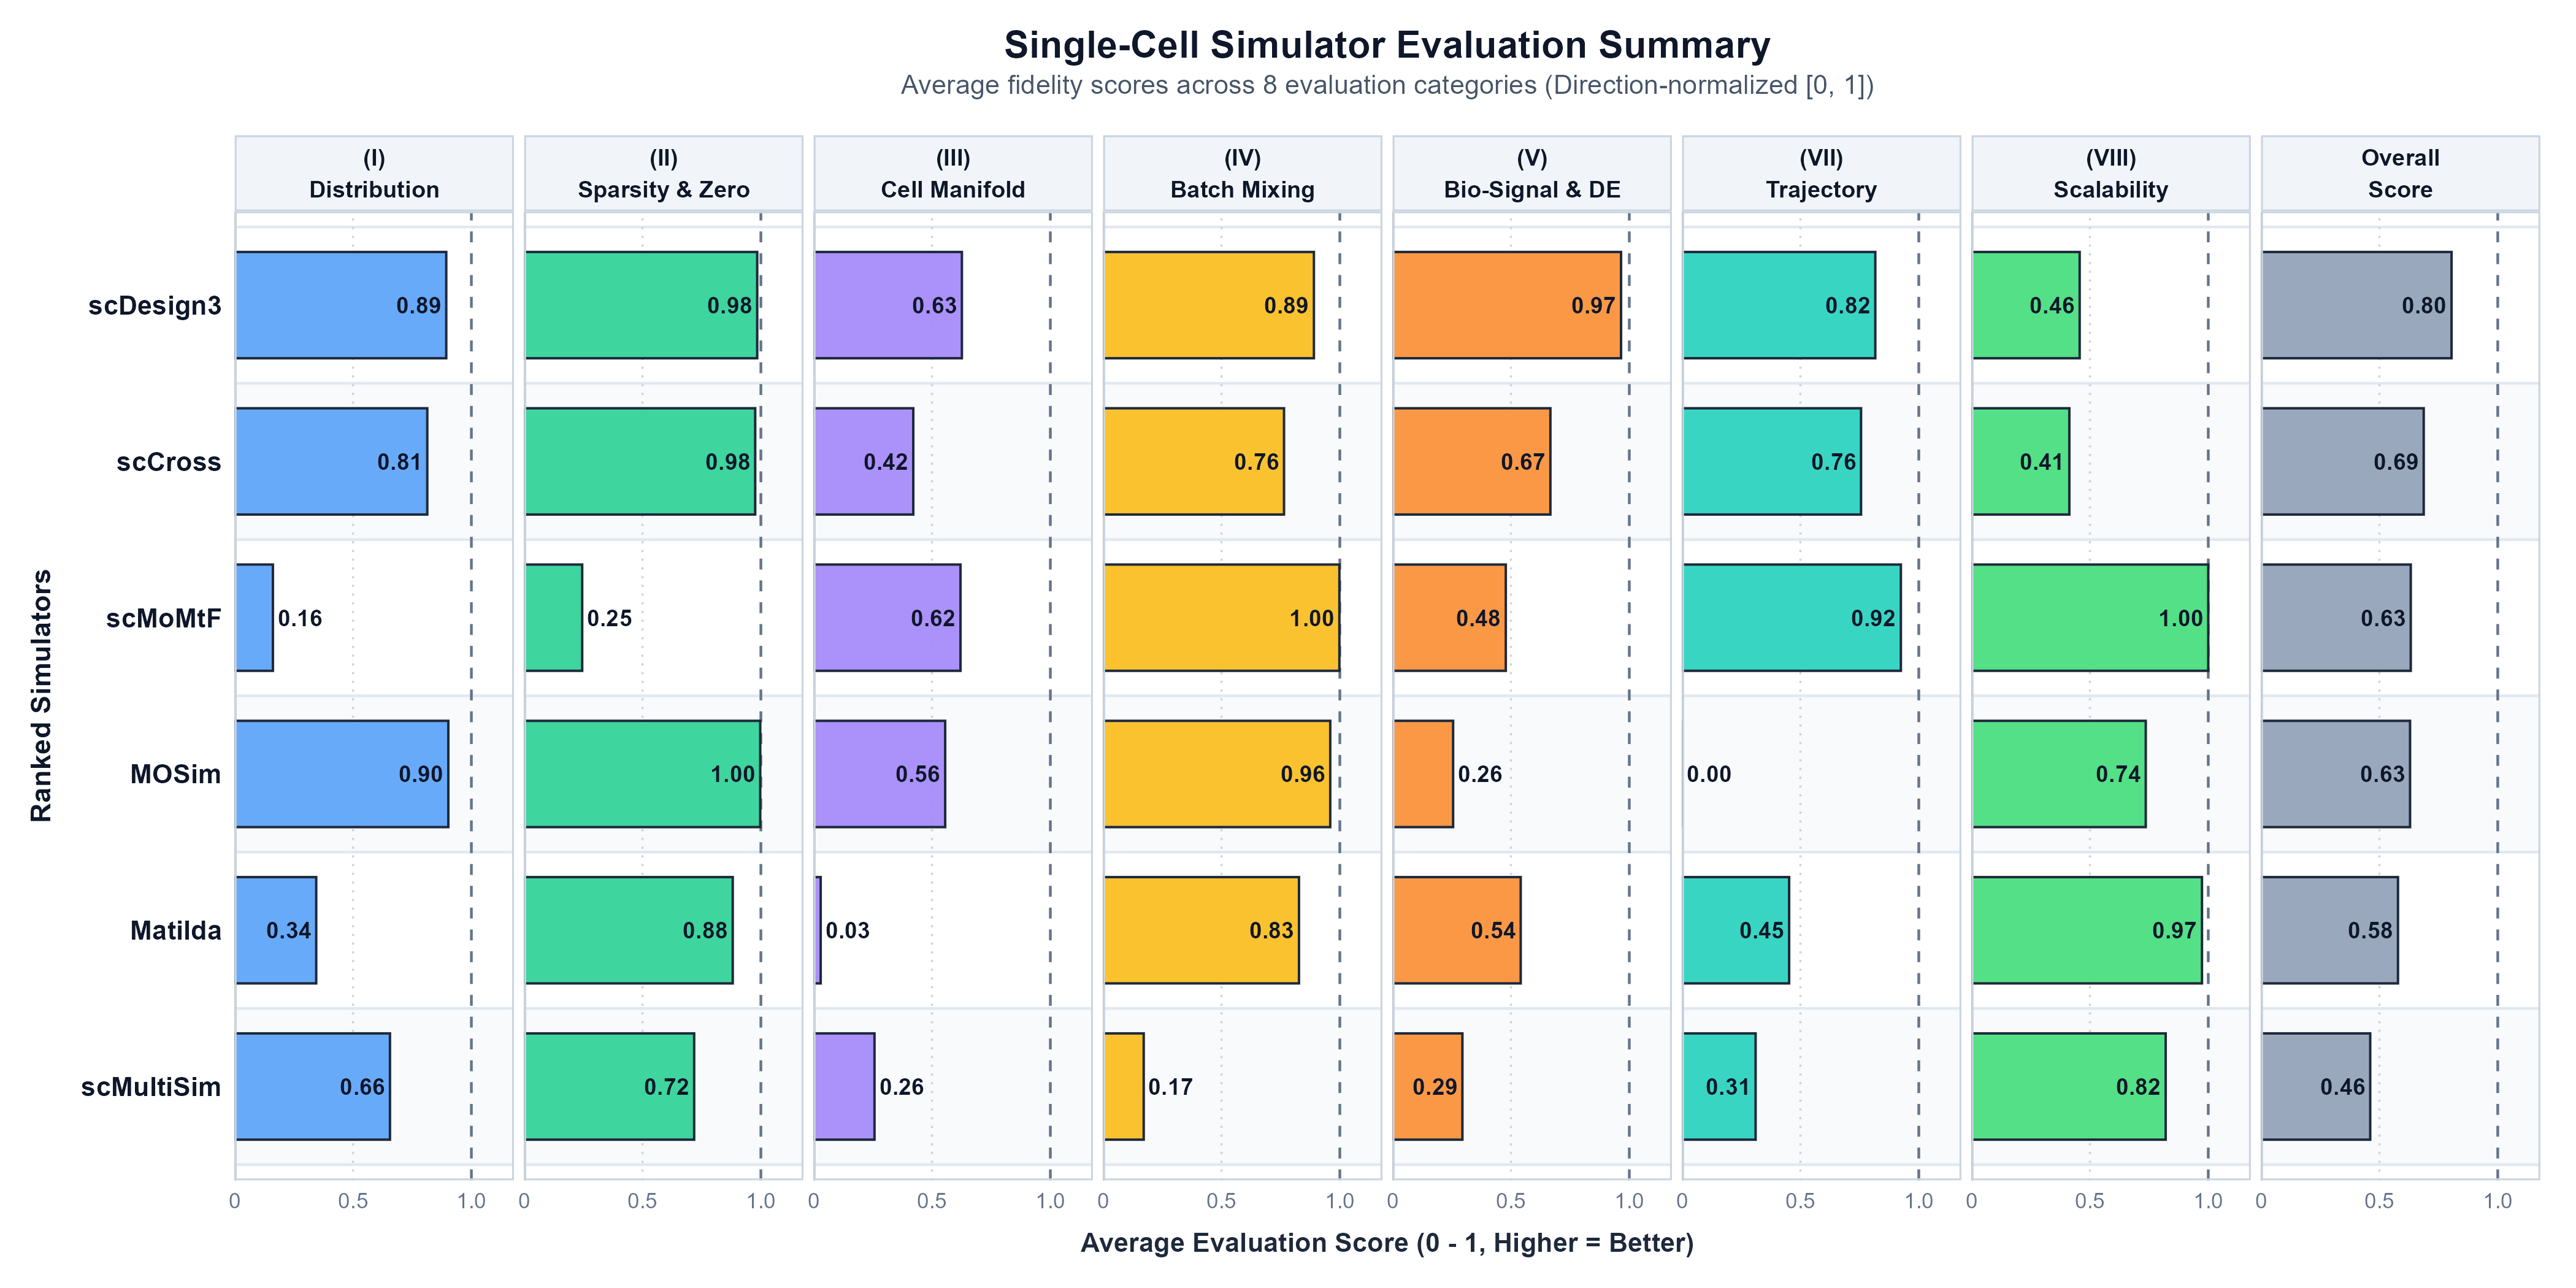 Single-Cell Simulator Evaluation Summary
Average fidelity scores across 8 evaluation categories (Direction-normalized [0, 1])
(I) (II) (III) (IV) (V) (VII) (VIII) Overall
Distribution Sparsity & Zero Cell Manifold Batch Mixing Bio-Signal & DE Trajectory Scalability Score
scDesign3 0.89 0.98 0.63 0.89 0.97 0.82 0.46 0.80
scCross 0.81 0.98 0.42 0.76 0.67 0.76 0.41 0.69
scMoMtF 0.16 0.25 0.62 1.00 0.48 0.92 1.00 0.63
MOSim 0.90 1.00 0.56 0.96 0.26 0.00 0.74 0.63
Matilda 0.34 0.88 0.03 0.83 0.54 0.45 0.97 0.58
scMultiSim 0.66 0.72 0.26 0.17 0.29 0.31 0.82 0.46
Ranked Simulators
0 0.5 1.0 0 0.5 1.0 0 0.5 1.0 0 0.5 1.0 0 0.5 1.0 0 0.5 1.0 0 0.5 1.0 0 0.5 1.0
Average Evaluation Score (0 - 1, Higher = Better)